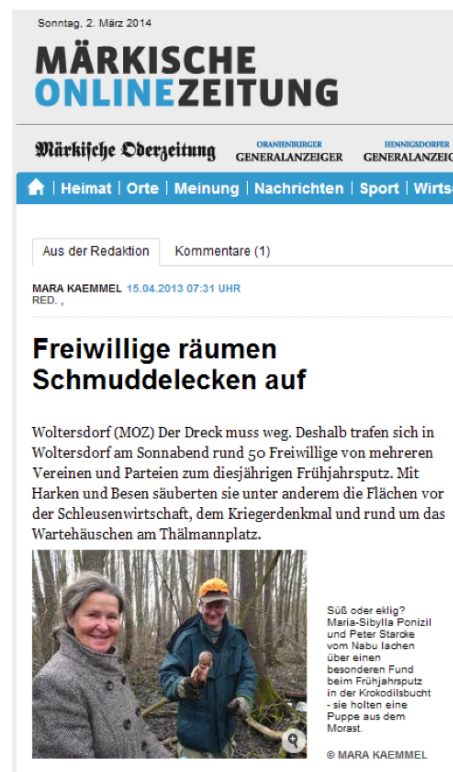 Sonntag, 2. März 2014
MÄRKISCHE
ONLINEZEITUNG
Märkische Oderzeitung
ORANIENBURGER
GENERALANZEIGER
HENNIGSDORFER
GENERALANZEIG
Heimat | Orte | Meinung | Nachrichten | Sport | Wirts
Aus der Redaktion
Kommentare (1)
MARA KAEMMEL 15.04.2013 07:31 UHR
RED. ,
Freiwillige räumen
Schmuddelecken auf
Woltersdorf (MOZ) Der Dreck muss weg. Deshalb trafen sich in
Woltersdorf am Sonnabend rund 50 Freiwillige von mehreren
Vereinen und Parteien zum diesjährigen Frühjahrsputz. Mit
Harken und Besen säuberten sie unter anderem die Flächen vor
der Schleusenwirtschaft, dem Kriegerdenkmal und rund um das
Wartehäuschen am Thälmannplatz.
Süß oder eklig?
Maria-Sibylla Ponizil
und Peter Starcke
vom Nabu lachen
über einen
besonderen Fund
beim Frühjahrsputz
in der Krokodilsbucht
- sie holten eine
Puppe aus dem
Morast.
© MARA KAEMMEL